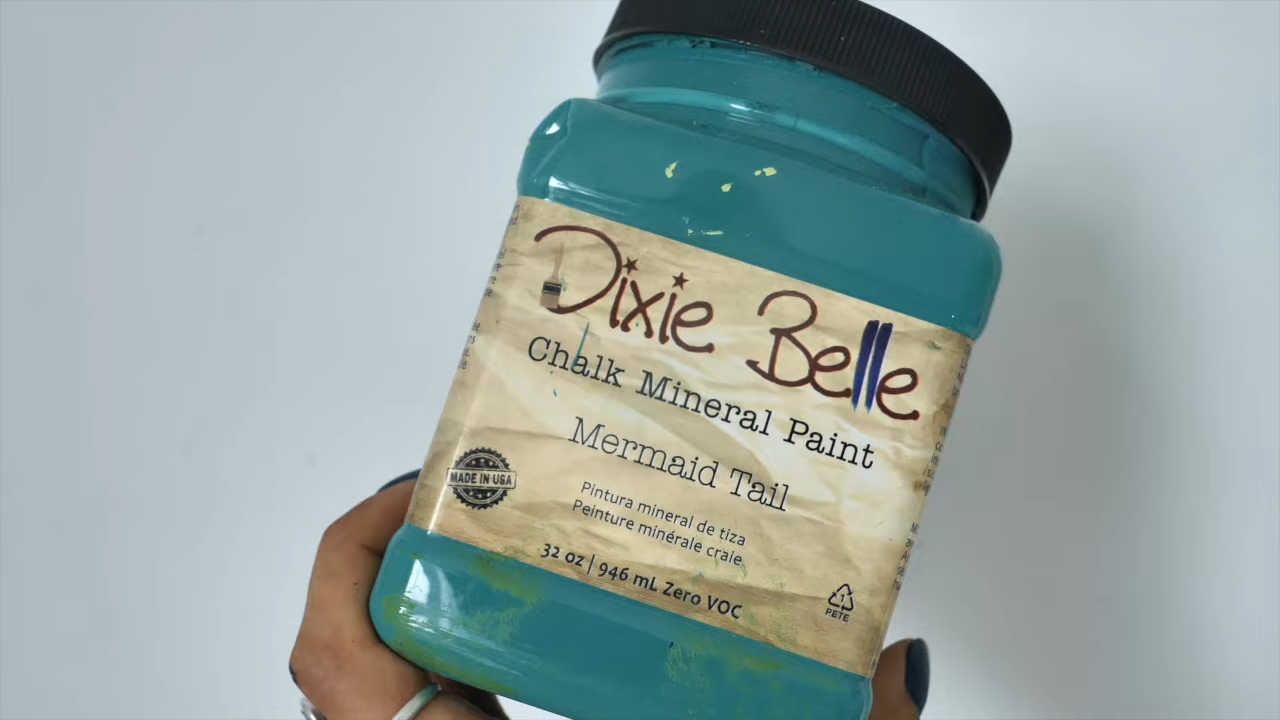 Dixie Belle
Chalk Mineral Paint
Mermaid Tail
MADE IN USA
Pintura mineral de tiza
Peinture minérale craie
32 oz | 946 mL Zero VOC
1
PETE